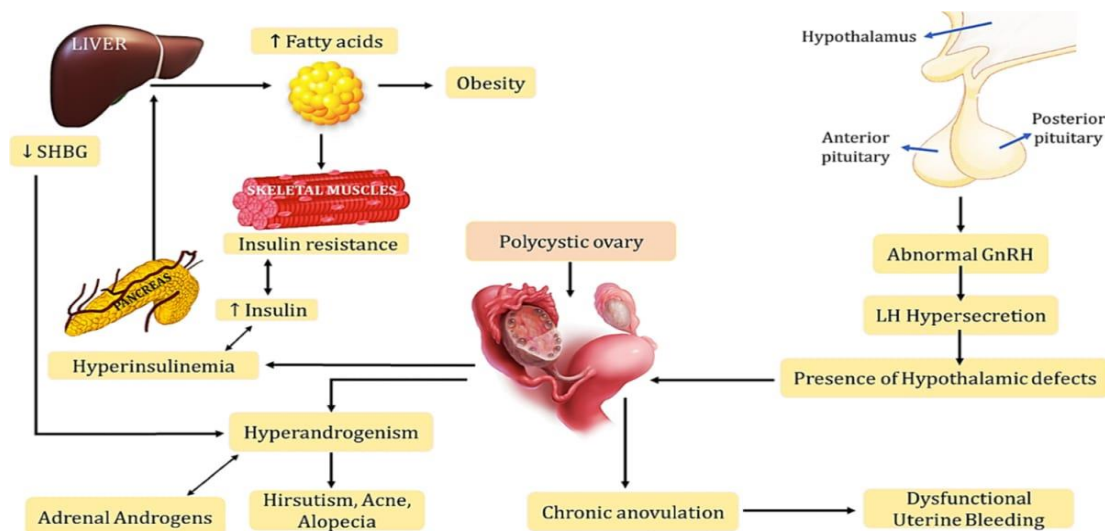 LIVER
↑ Fatty acids
Obesity
↓ SHBG
SKELETAL MUSCLES
Insulin resistance
PANCREAS
↑ Insulin
Hyperinsulinemia
Hyperandrogenism
Adrenal Androgens
Hirsutism, Acne,
Alopecia
Polycystic ovary
Chronic anovulation
Dysfunctional
Uterine Bleeding
Hypothalamus
Anterior
pituitary
Posterior
pituitary
Abnormal GnRH
LH Hypersecretion
Presence of Hypothalamic defects